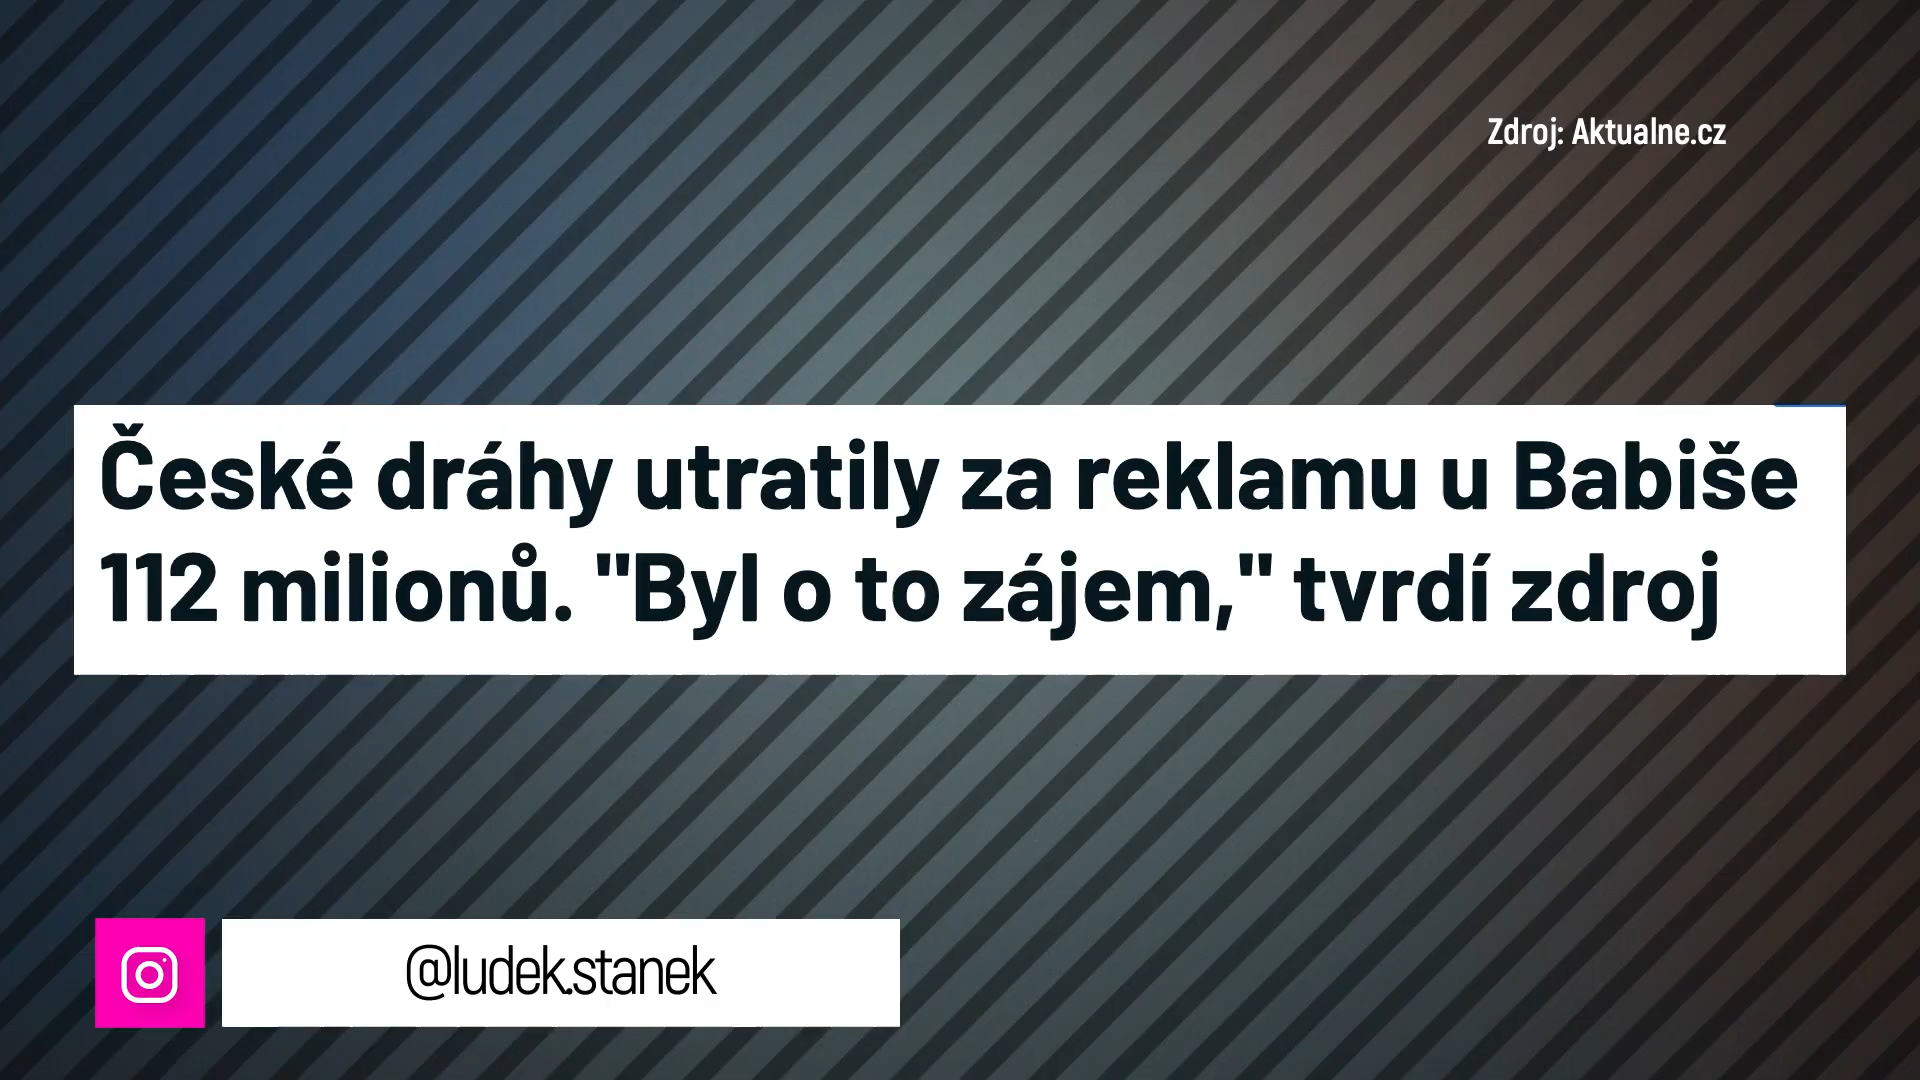 Zdroj: Aktualne.cz
České dráhy utratily za reklamu u Babiše
112 milionů. "Byl o to zájem," tvrdí zdroj
@ludek.stanek